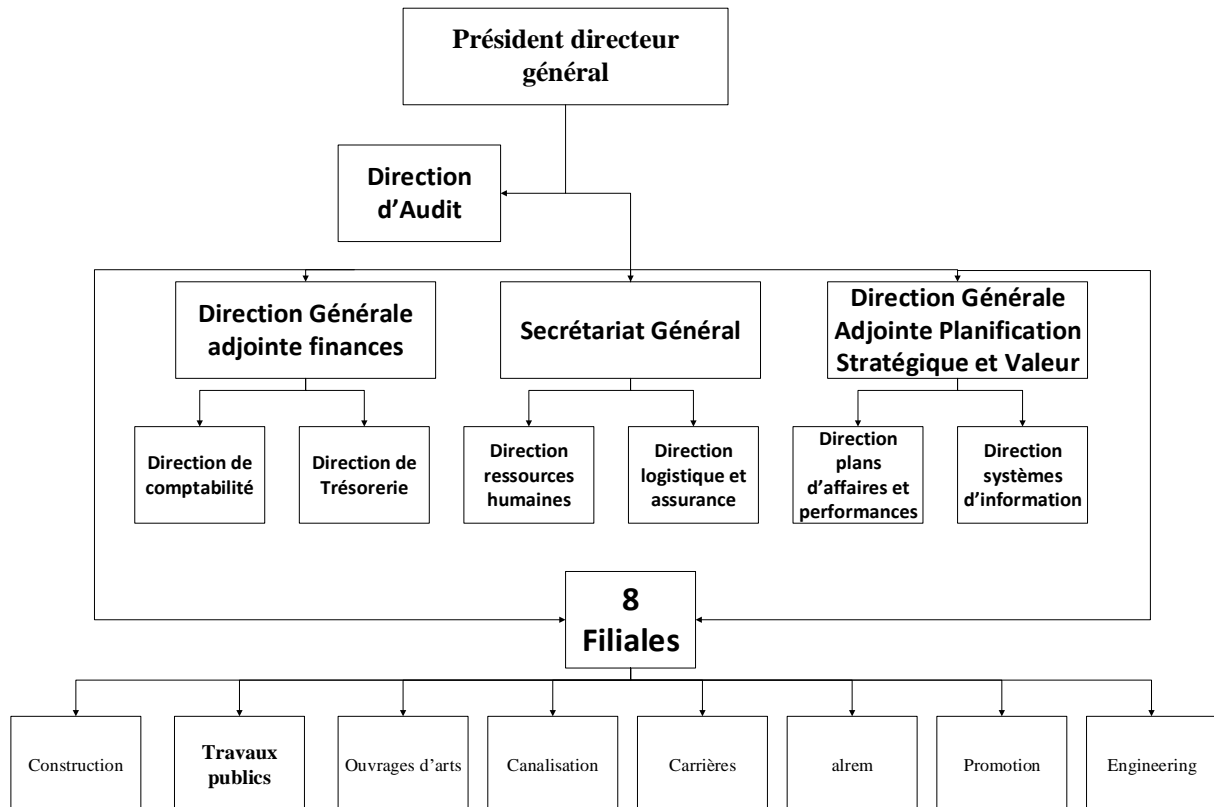 Président directeur
général
Direction
d'Audit
Direction Générale
adjointe finances
Secrétariat Général
Direction Générale
Adjointe Planification
Stratégique et Valeur
Direction de
comptabilité
Direction de
Trésorerie
Direction
ressources
humaines
Direction
logistique et
assurance
Direction
plans
d'affaires et
performances
Direction
systèmes
d'information
8
Filiales
Construction
Travaux
publics
Ouvrages d'arts
Canalisation
Carrières
alrem
Promotion
Engineering